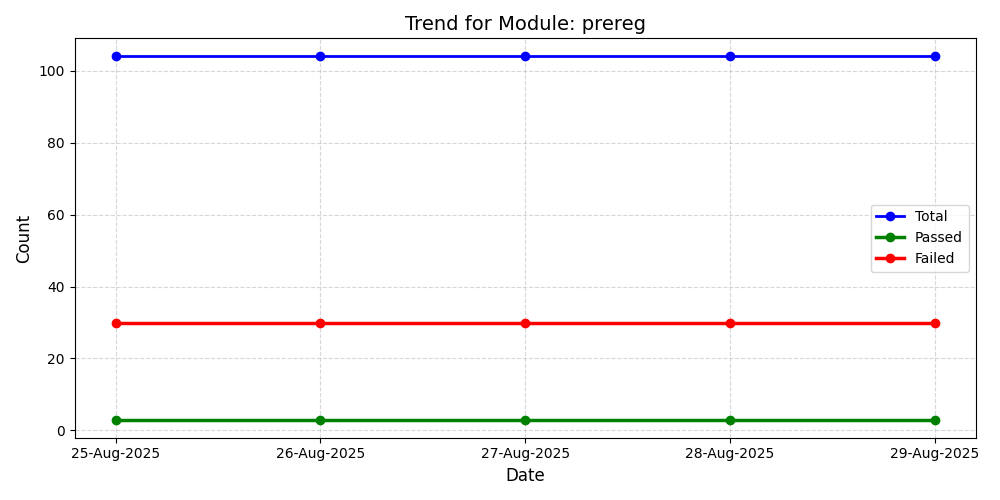 Trend for Module: prereg
Count
100
80
60
40
20
0
Total
Passed
Failed
25-Aug-2025
26-Aug-2025
27-Aug-2025
28-Aug-2025
29-Aug-2025
Date